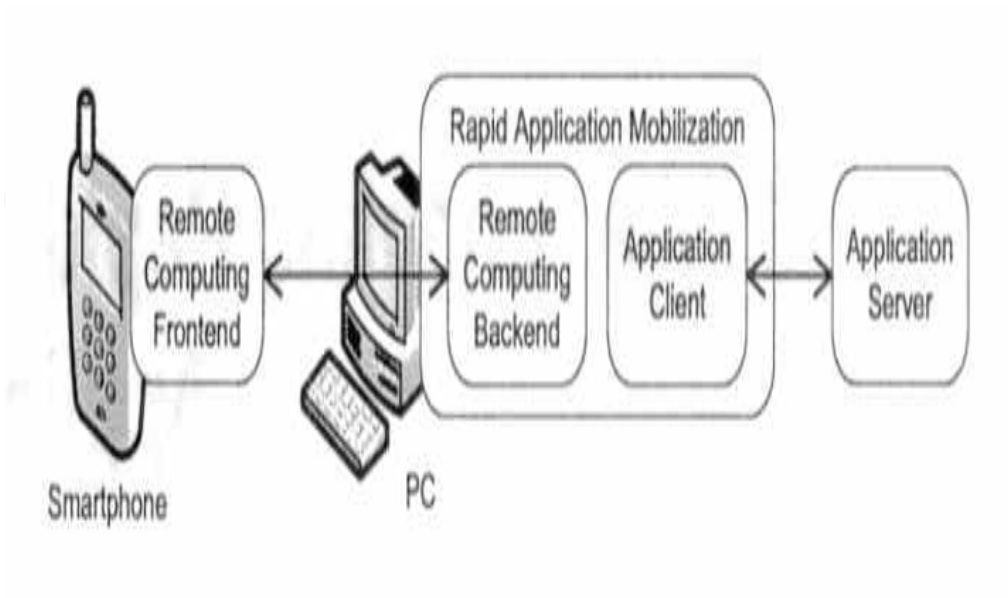 Rapid Application Mobilization
Remote
Computing
Frontend
Remote
Computing
Backend
Application
Client
Application
Server
Smartphone
PC